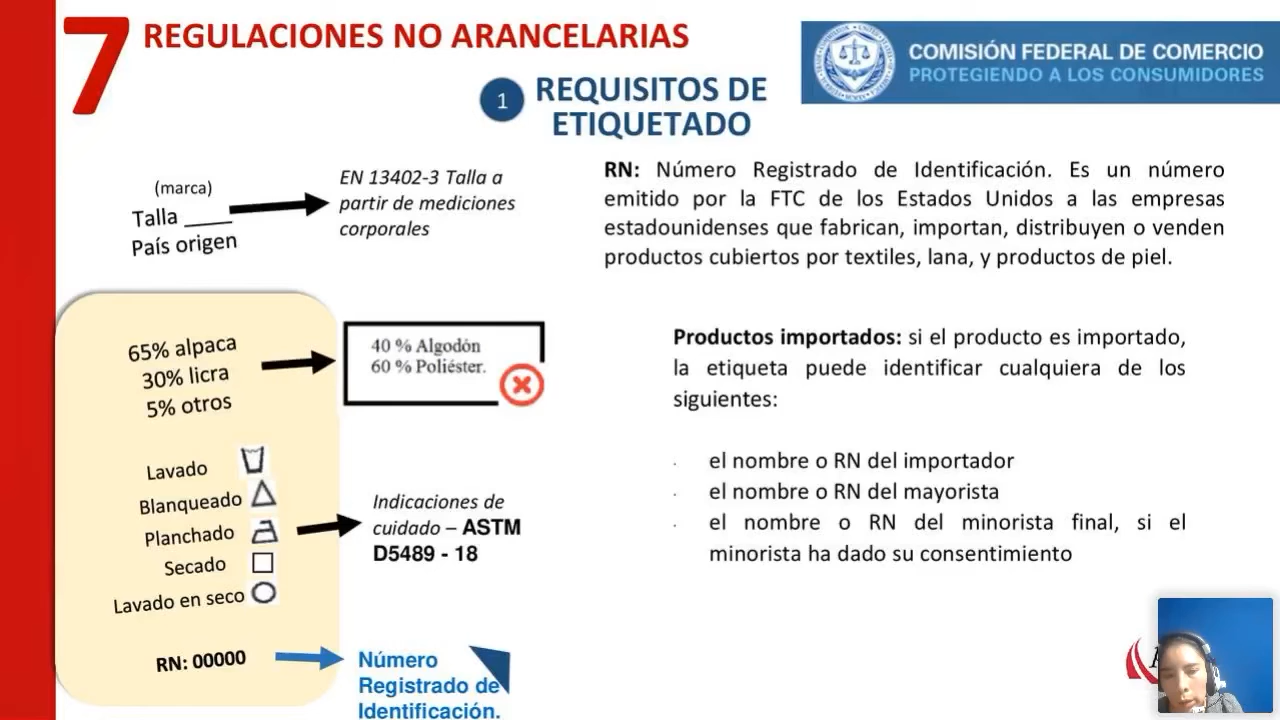 7 REGULACIONES NO ARANCELARIAS
COMISIÓN FEDERAL DE COMERCIO
PROTEGIENDO A LOS CONSUMIDORES
1 REQUISITOS DE
ETIQUETADO
(marca)
Talla ____
País origen
EN 13402-3 Talla a
partir de mediciones
corporales
RN: Número Registrado de Identificación. Es un número
emitido por la FTC de los Estados Unidos a las empresas
estadounidenses que fabrican, importan, distribuyen o venden
productos cubiertos por textiles, lana, y productos de piel.
65% alpaca
30% licra
5% otros
40 % Algodón
60 % Poliéster.
Productos importados: si el producto es importado,
la etiqueta puede identificar cualquiera de los
siguientes:
· el nombre o RN del importador
· el nombre o RN del mayorista
· el nombre o RN del minorista final, si el
minorista ha dado su consentimiento
Lavado
Blanqueado
Planchado
Secado
Lavado en seco
Indicaciones de
cuidado – ASTM
D5489 - 18
RN: 00000
Número
Registrado de
Identificación.